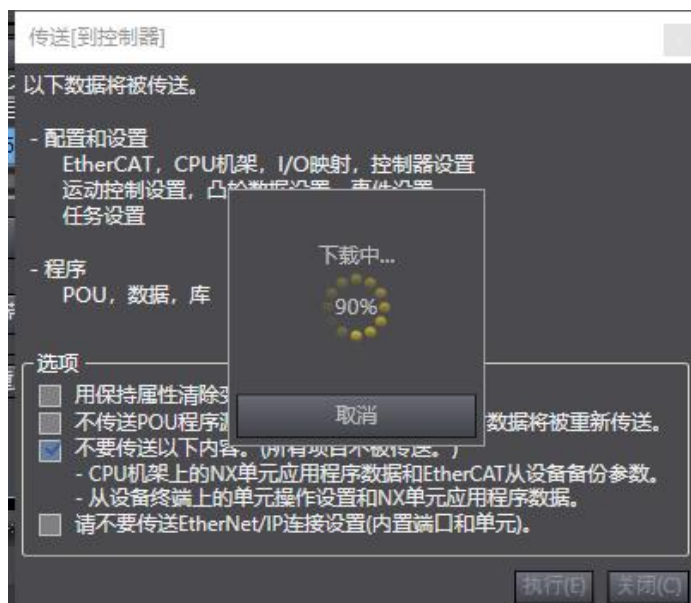 传送[到控制器]
以下数据将被传送。
- 配置和设置
EtherCAT，CPU机架，I/O映射，控制器设置
运动控制设置，凸轮数据设置，事件设置
任务设置
- 程序
POU，数据，库
下载中...
90%
取消
选项
用保持属性清除变
不传送POU程序源
数据将被重新传送。
不要传送以下内容。(所有项目不被传送。)
- CPU机架上的NX单元应用程序数据和EtherCAT从设备备份参数。
- 从设备终端上的单元操作设置和NX单元应用程序数据。
请不要传送EtherNet/IP连接设置(内置端口和单元)。
执行(E)
关闭(C)